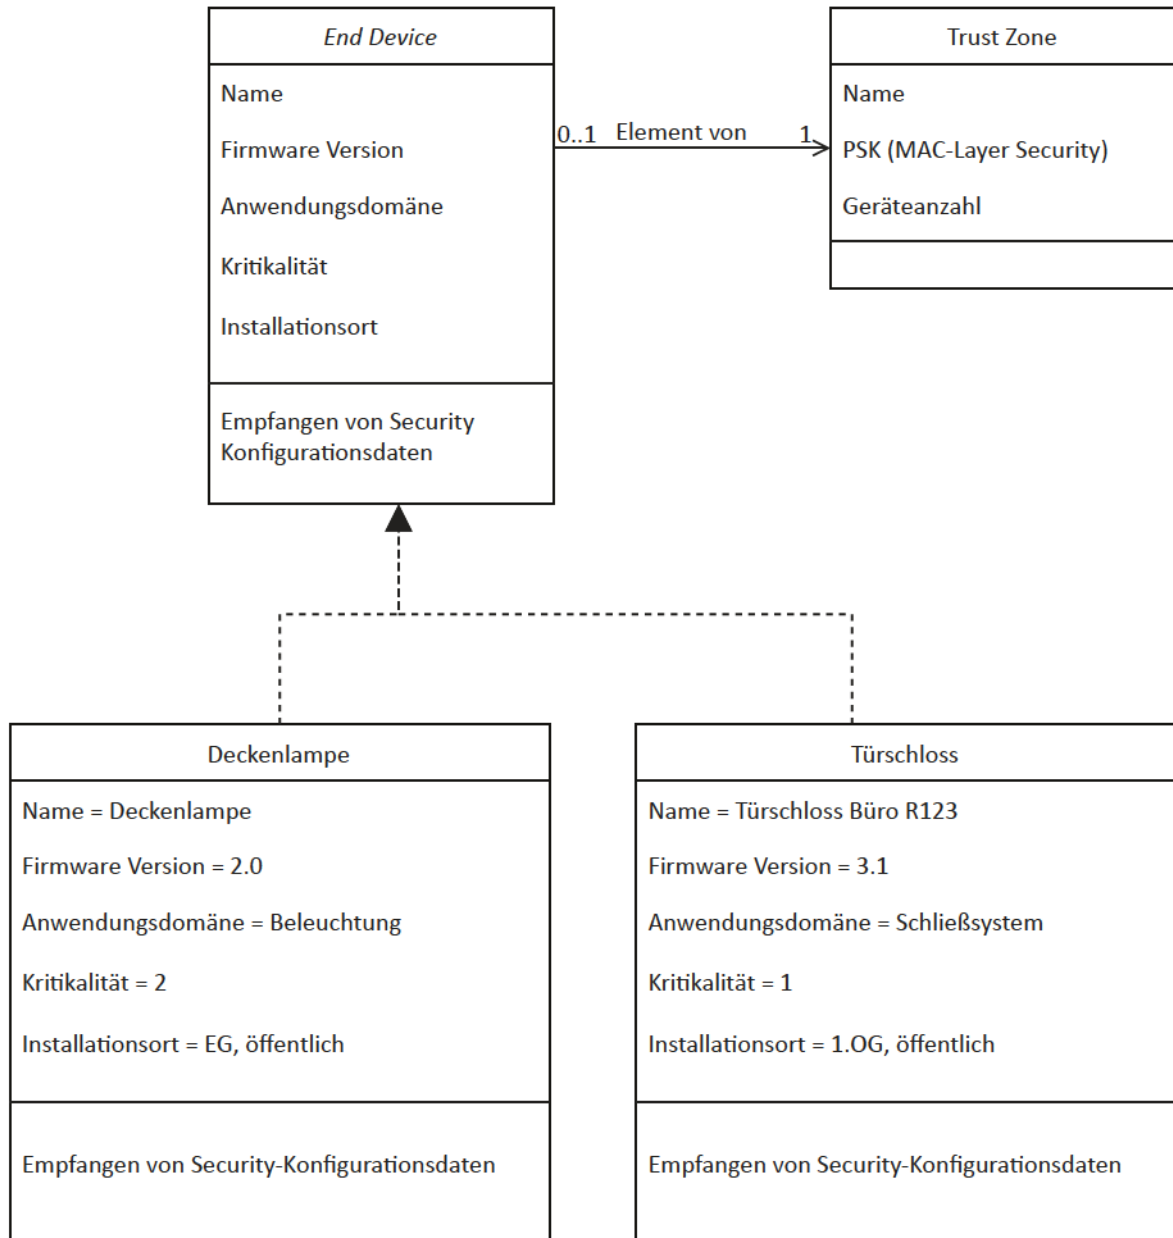 End Device
Name
Firmware Version
Anwendungsdomäne
Kritikalität
Installationsort
Empfangen von Security
Konfigurationsdaten
0..1 Element von 1
Trust Zone
Name
PSK (MAC-Layer Security)
Geräteanzahl
Deckenlampe
Name = Deckenlampe
Firmware Version = 2.0
Anwendungsdomäne = Beleuchtung
Kritikalität = 2
Installationsort = EG, öffentlich
Empfangen von Security-Konfigurationsdaten
Türschloss
Name = Türschloss Büro R123
Firmware Version = 3.1
Anwendungsdomäne = Schließsystem
Kritikalität = 1
Installationsort = 1.OG, öffentlich
Empfangen von Security-Konfigurationsdaten